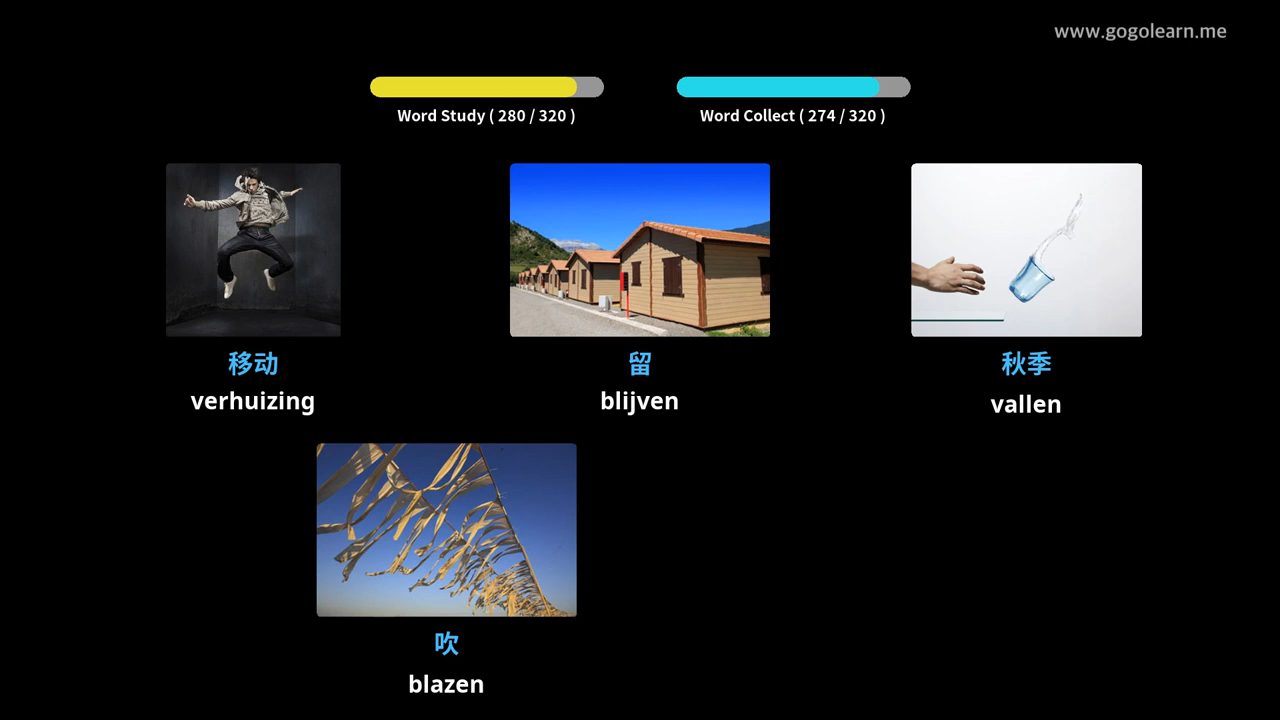 www.gogolearn.me
Word Study ( 280 / 320 )
Word Collect ( 274 / 320 )
移动
verhuizing
留
blijven
秋季
vallen
吹
blazen